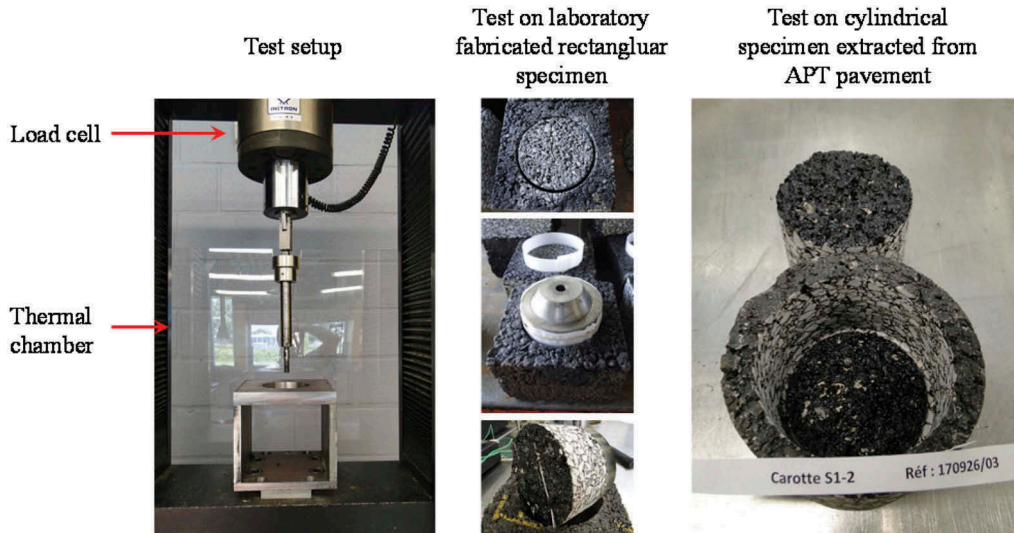 Test setup
Test on laboratory
fabricated rectangluar
specimen
Test on cylindrical
specimen extracted from
APT pavement
Load cell
Thermal
chamber
INSTRON
Carotte S1-2 Réf : 170926/03